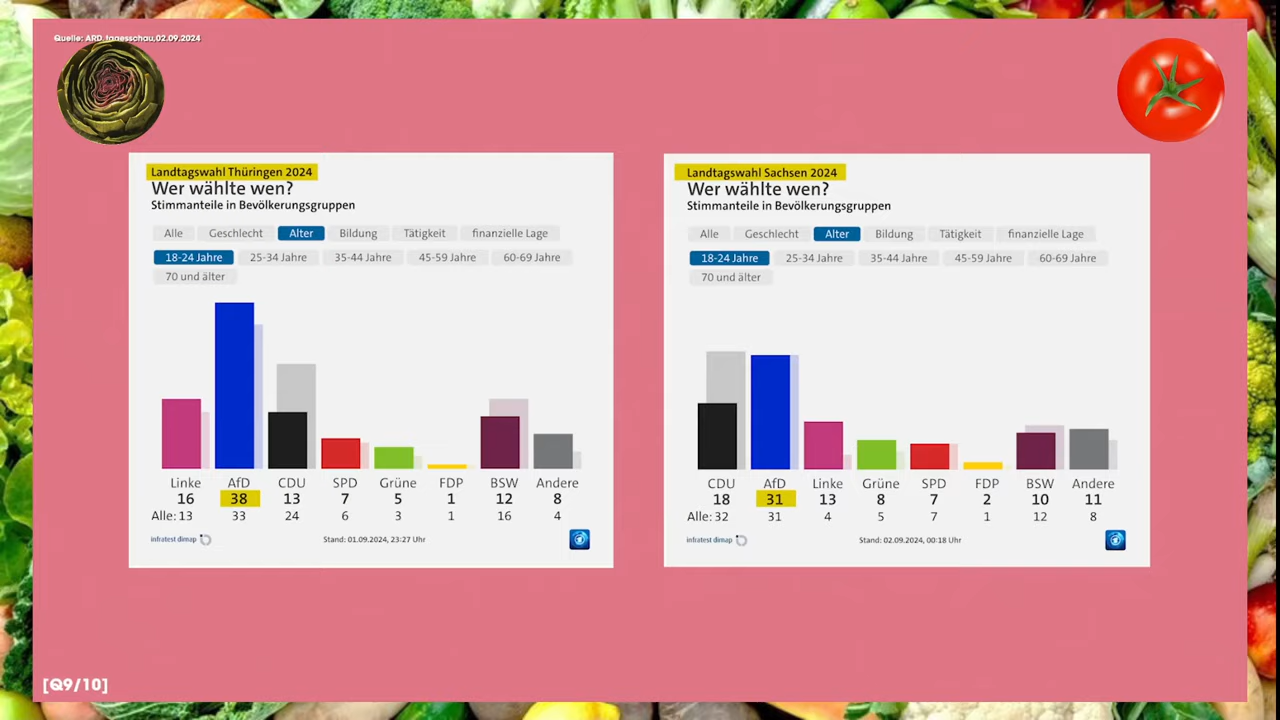 Quelle: ARD, tagesschau,02.09.2024
Landtagswahl Thüringen 2024
Wer wählte wen?
Stimmanteile in Bevölkerungsgruppen
Alle Geschlecht Alter Bildung Tätigkeit finanzielle Lage
18-24 Jahre 25-34 Jahre 35-44 Jahre 45-59 Jahre 60-69 Jahre
70 und älter
Linke AfD CDU SPD Grüne FDP BSW Andere
16 38 13 7 5 1 12 8
Alle: 13 33 24 6 3 1 16 4
infratest dimap Stand: 01.09.2024, 23:27 Uhr
Landtagswahl Sachsen 2024
Wer wählte wen?
Stimmanteile in Bevölkerungsgruppen
Alle Geschlecht Alter Bildung Tätigkeit finanzielle Lage
18-24 Jahre 25-34 Jahre 35-44 Jahre 45-59 Jahre 60-69 Jahre
70 und älter
CDU AfD Linke Grüne SPD FDP BSW Andere
18 31 13 8 7 2 10 11
Alle: 32 31 4 5 7 1 12 8
infratest dimap Stand: 02.09.2024, 00:18 Uhr
[Q9/10]